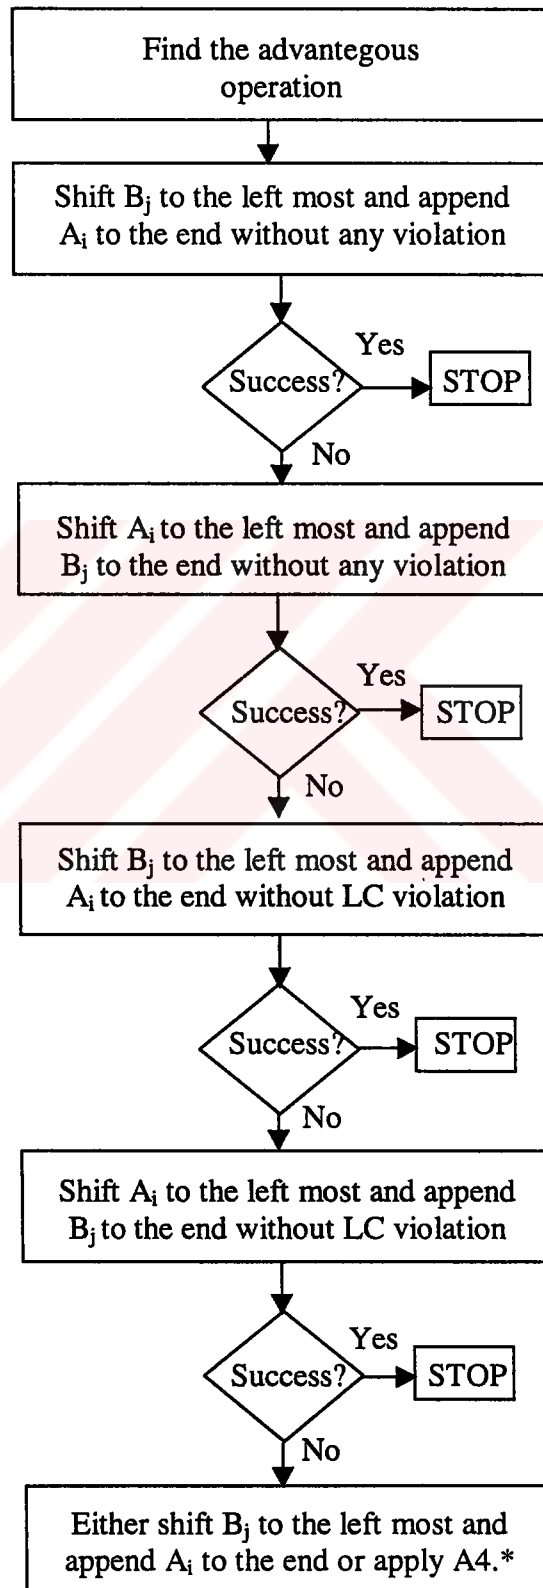 Find the advantegous
operation
Shift Bj to the left most and append
Ai to the end without any violation
Yes
Success?
STOP
No
Shift Ai to the left most and append
Bj to the end without any violation
Yes
Success?
STOP
No
Shift Bj to the left most and append
Ai to the end without LC violation
Yes
Success?
STOP
No
Shift Ai to the left most and append
Bj to the end without LC violation
Yes
Success?
STOP
No
Either shift Bj to the left most and
append Ai to the end or apply A4.*